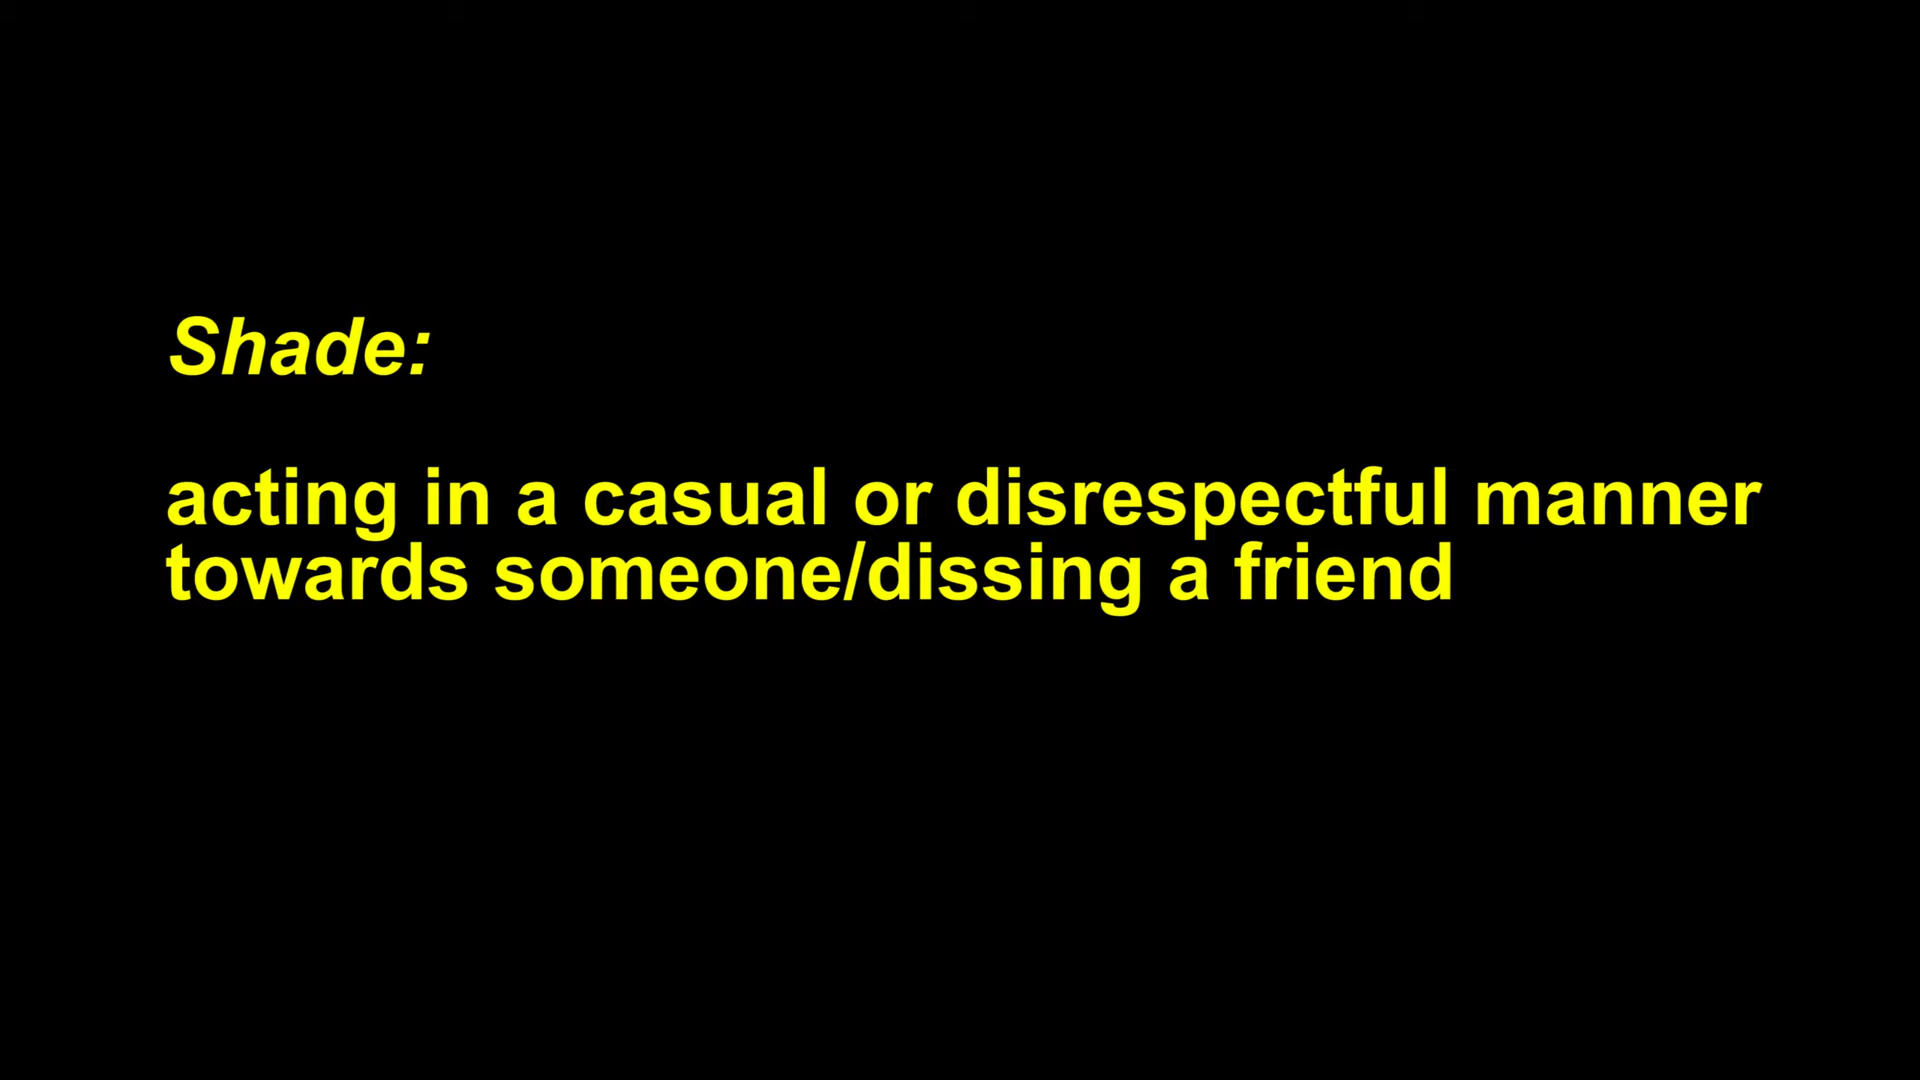 Shade:
acting in a casual or disrespectful manner
towards someone/dissing a friend